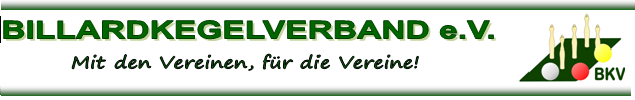 BILLARDKEGELVERBAND e.V.
Mit den Vereinen, für die Vereine!
BKV